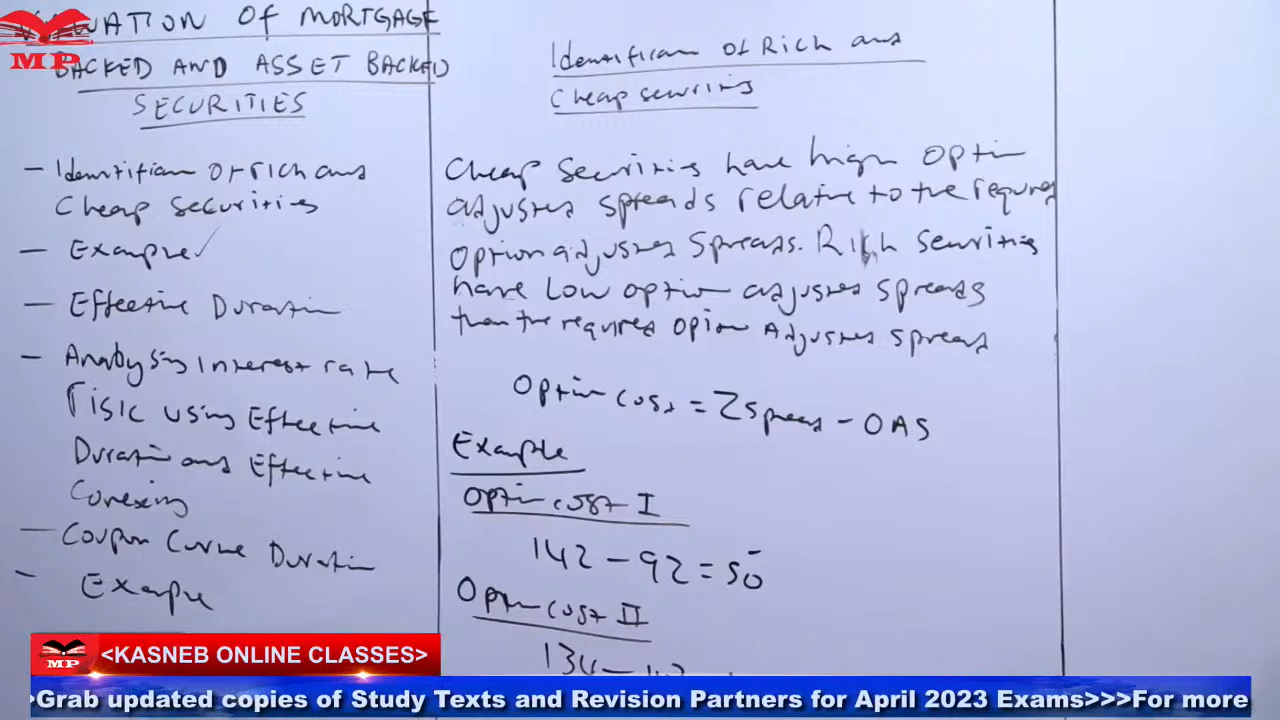 VALUATION OF MORTGAGE
BACKED AND ASSET BACKED
SECURITIES
MP
— Identification of rich and
Cheap securities
— Example ✓
— Effective Duration
— Analysing Interest rate
risk using Effective
Duration and Effective
Convexity
— Coupon Curve Duration
— Example
Identification of Rich and
Cheap securities
Cheap securities have high option
adjusted spreads relative to the required
option adjusted spreads. Rich securities
have low option adjusted spreads
than the required option Adjusted spread
Option cost = Zspread - OAS
Example
Option cost I
142 - 92 = 50
Option cost II
134 -
MP
<KASNEB ONLINE CLASSES>
>Grab updated copies of Study Texts and Revision Partners for April 2023 Exams>>>For more